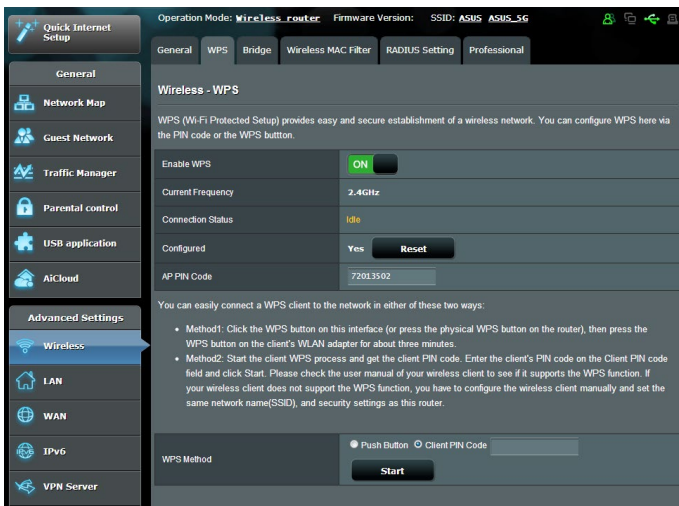 Quick Internet
Setup
Operation Mode: Wireless router Firmware Version: SSID: ASUS ASUS_5G
General WPS Bridge Wireless MAC Filter RADIUS Setting Professional
General
Network Map
Guest Network
Traffic Manager
Parental control
USB application
AiCloud
Advanced Settings
Wireless
LAN
WAN
IPv6
VPN Server
Wireless - WPS
WPS (Wi-Fi Protected Setup) provides easy and secure establishment of a wireless network. You can configure WPS here via
the PIN code or the WPS buttton.
Enable WPS ON
Current Frequency 2.4GHz
Connection Status Idle
Configured Yes Reset
AP PIN Code 72013502
You can easily connect a WPS client to the network in either of these two ways:
• Method1: Click the WPS button on this interface (or press the physical WPS button on the router), then press the
WPS button on the client's WLAN adapter for about three minutes.
• Method2: Start the client WPS process and get the client PIN code. Enter the client's PIN code on the Client PIN code
field and click Start. Please check the user manual of your wireless client to see if it supports the WPS function. If
your wireless client does not support the WPS function, you have to configure the wireless client manually and set the
same network name(SSID), and security settings as this router.
WPS Method Push Button Client PIN Code
Start